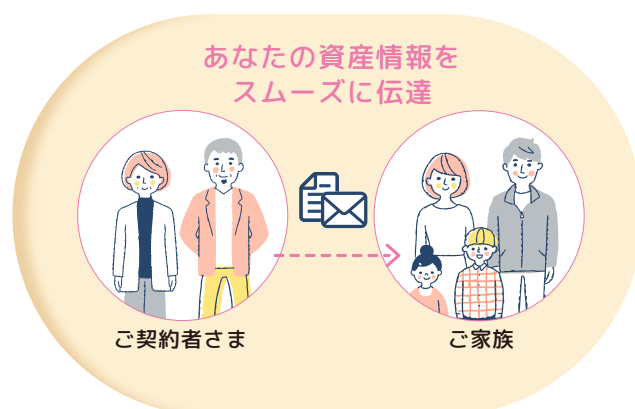 あなたの資産情報を
スムーズに伝達
ご契約者さま
ご家族